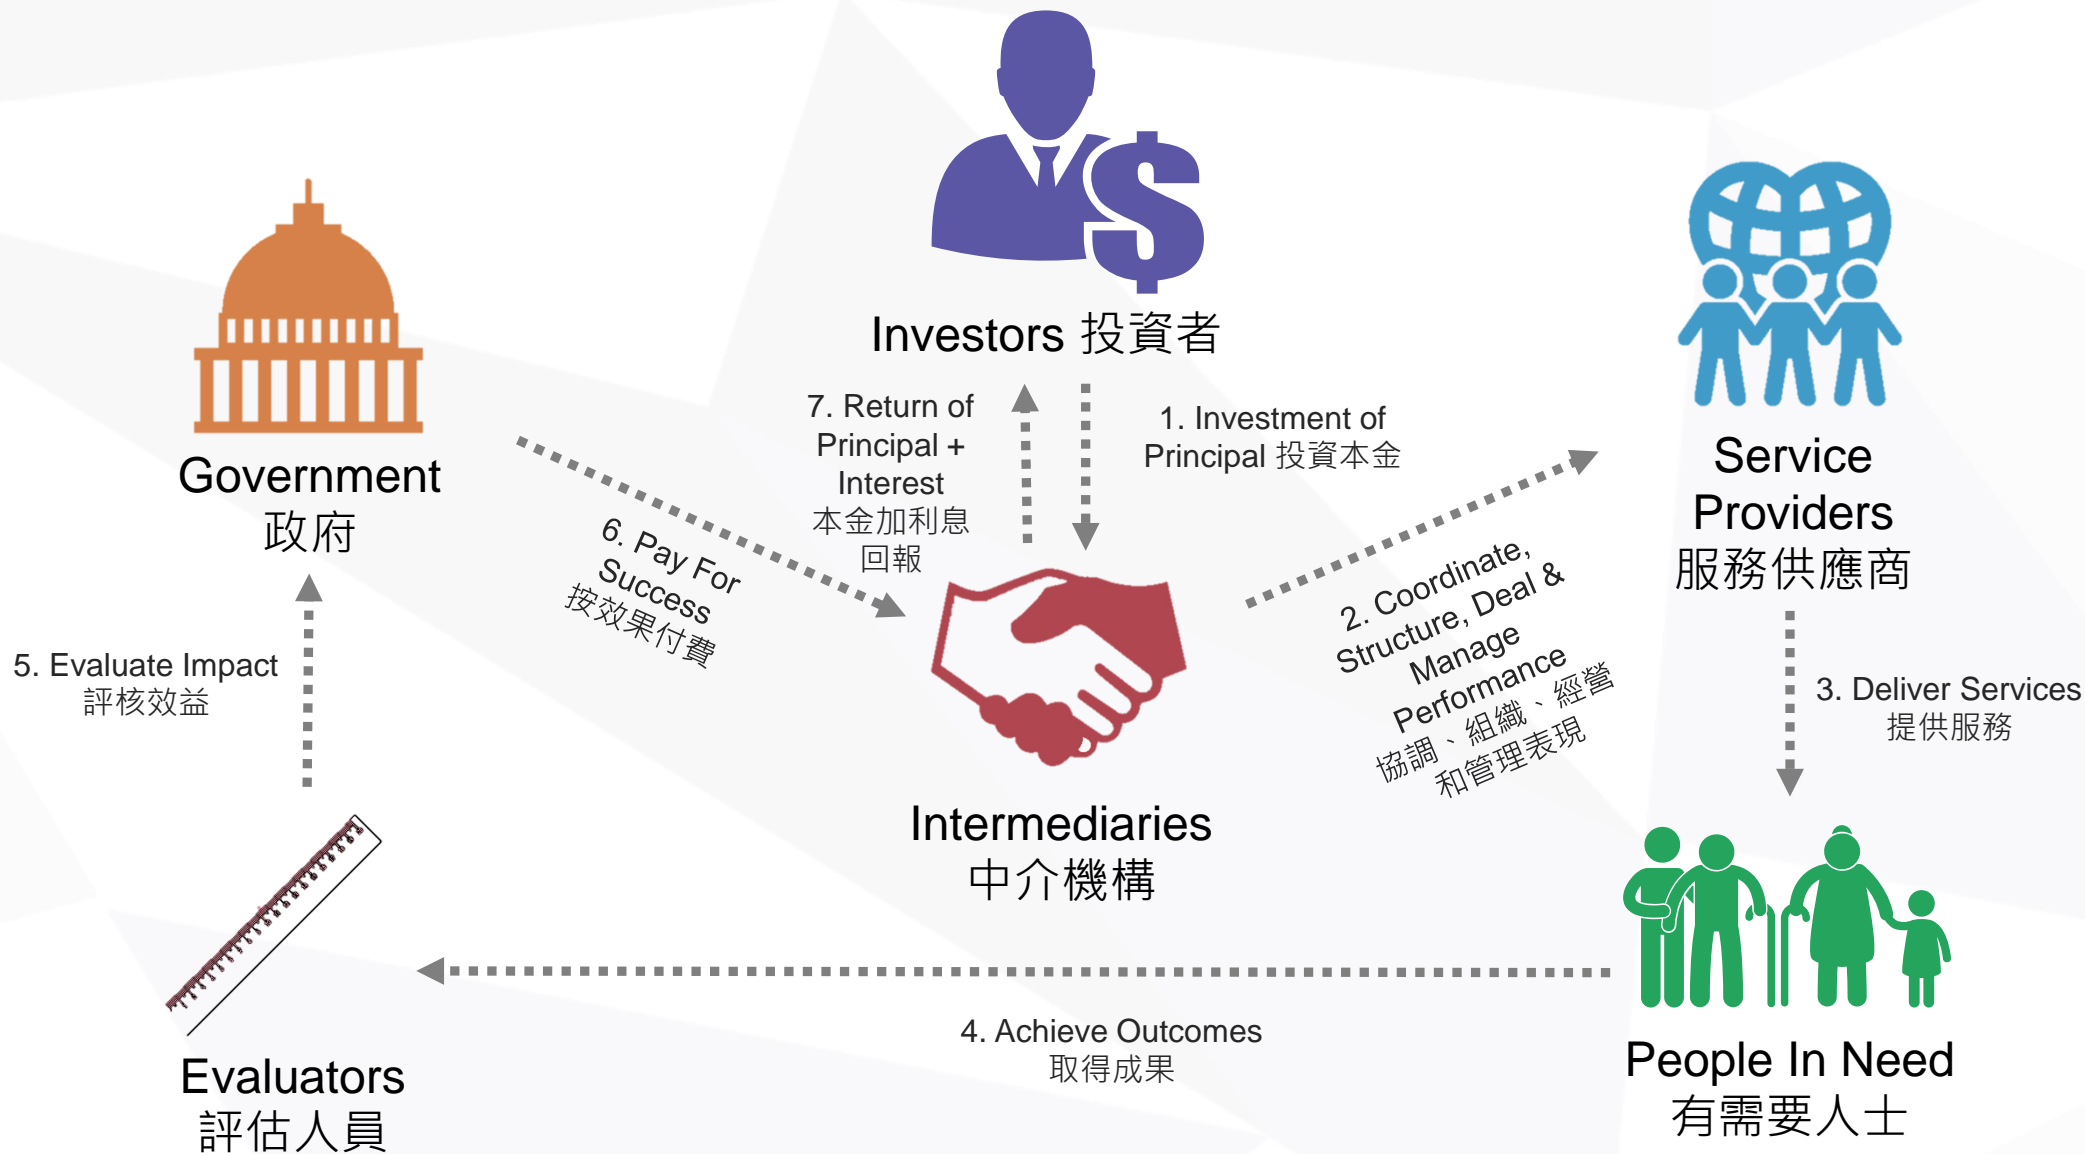 Investors 投資者
Government
政府
Service
Providers
服務供應商
7. Return of
Principal +
Interest
本金加利息
回報
1. Investment of
Principal 投資本金
6. Pay For
Success
按效果付費
2. Coordinate,
Structure, Deal &
Manage
Performance
協調、組織、經營
和管理表現
5. Evaluate Impact
評核效益
3. Deliver Services
提供服務
Intermediaries
中介機構
4. Achieve Outcomes
取得成果
Evaluators
評估人員
People In Need
有需要人士